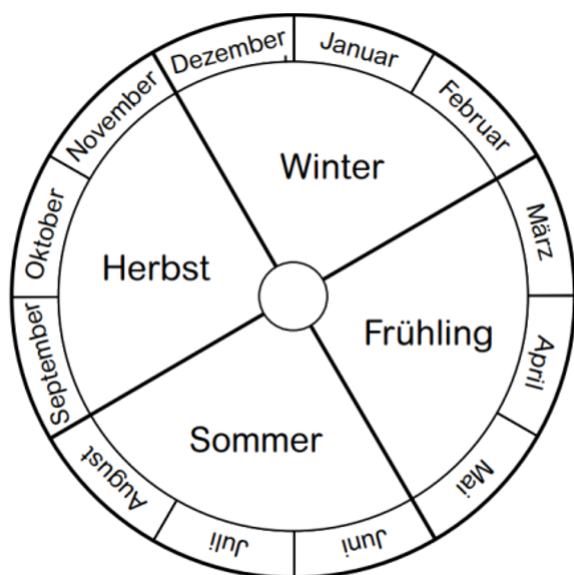 Januar
Februar
März
April
Mai
Juni
Juli
August
September
Oktober
November
Dezember
Winter
Frühling
Sommer
Herbst